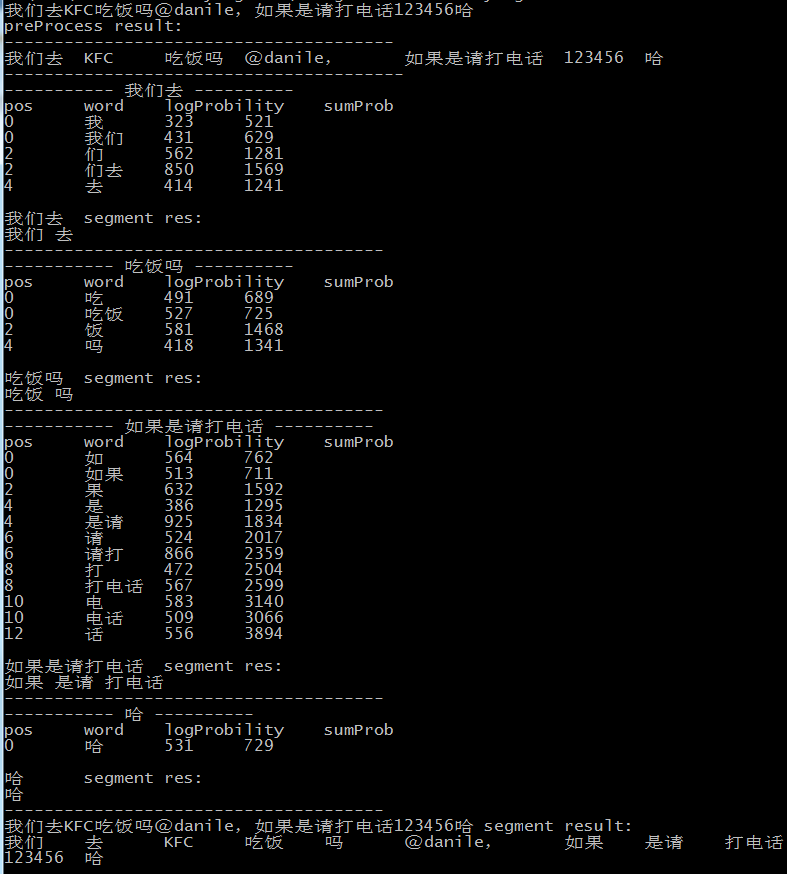 我们去KFC吃饭吗@danile，如果是请打电话123456哈
preProcess result:
---------------------------------------
我们去 KFC 吃饭吗 @danile， 如果是请打电话 123456 哈
----------------------------------------
----------- 我们去 ----------
pos word logProbility sumProb
0 我 323 521
0 我们 431 629
2 们 562 1281
2 们去 850 1569
4 去 414 1241
我们去 segment res:
我们 去
--------------------------------------
----------- 吃饭吗 ----------
pos word logProbility sumProb
0 吃 491 689
0 吃饭 527 725
2 饭 581 1468
4 吗 418 1341
吃饭吗 segment res:
吃饭 吗
--------------------------------------
----------- 如果是请打电话 ----------
pos word logProbility sumProb
0 如 564 762
0 如果 513 711
2 果 632 1592
4 是 386 1295
4 是请 925 1834
6 请 524 2017
6 请打 866 2359
8 打 472 2504
8 打电话 567 2599
10 电 583 3140
10 电话 509 3066
12 话 556 3894
如果是请打电话 segment res:
如果 是请 打电话
--------------------------------------
----------- 哈 ----------
pos word logProbility sumProb
0 哈 531 729
哈 segment res:
哈
--------------------------------------
我们去KFC吃饭吗@danile，如果是请打电话123456哈 segment result:
我们 去 KFC 吃饭 吗 @danile， 如果 是请 打电话
123456 哈